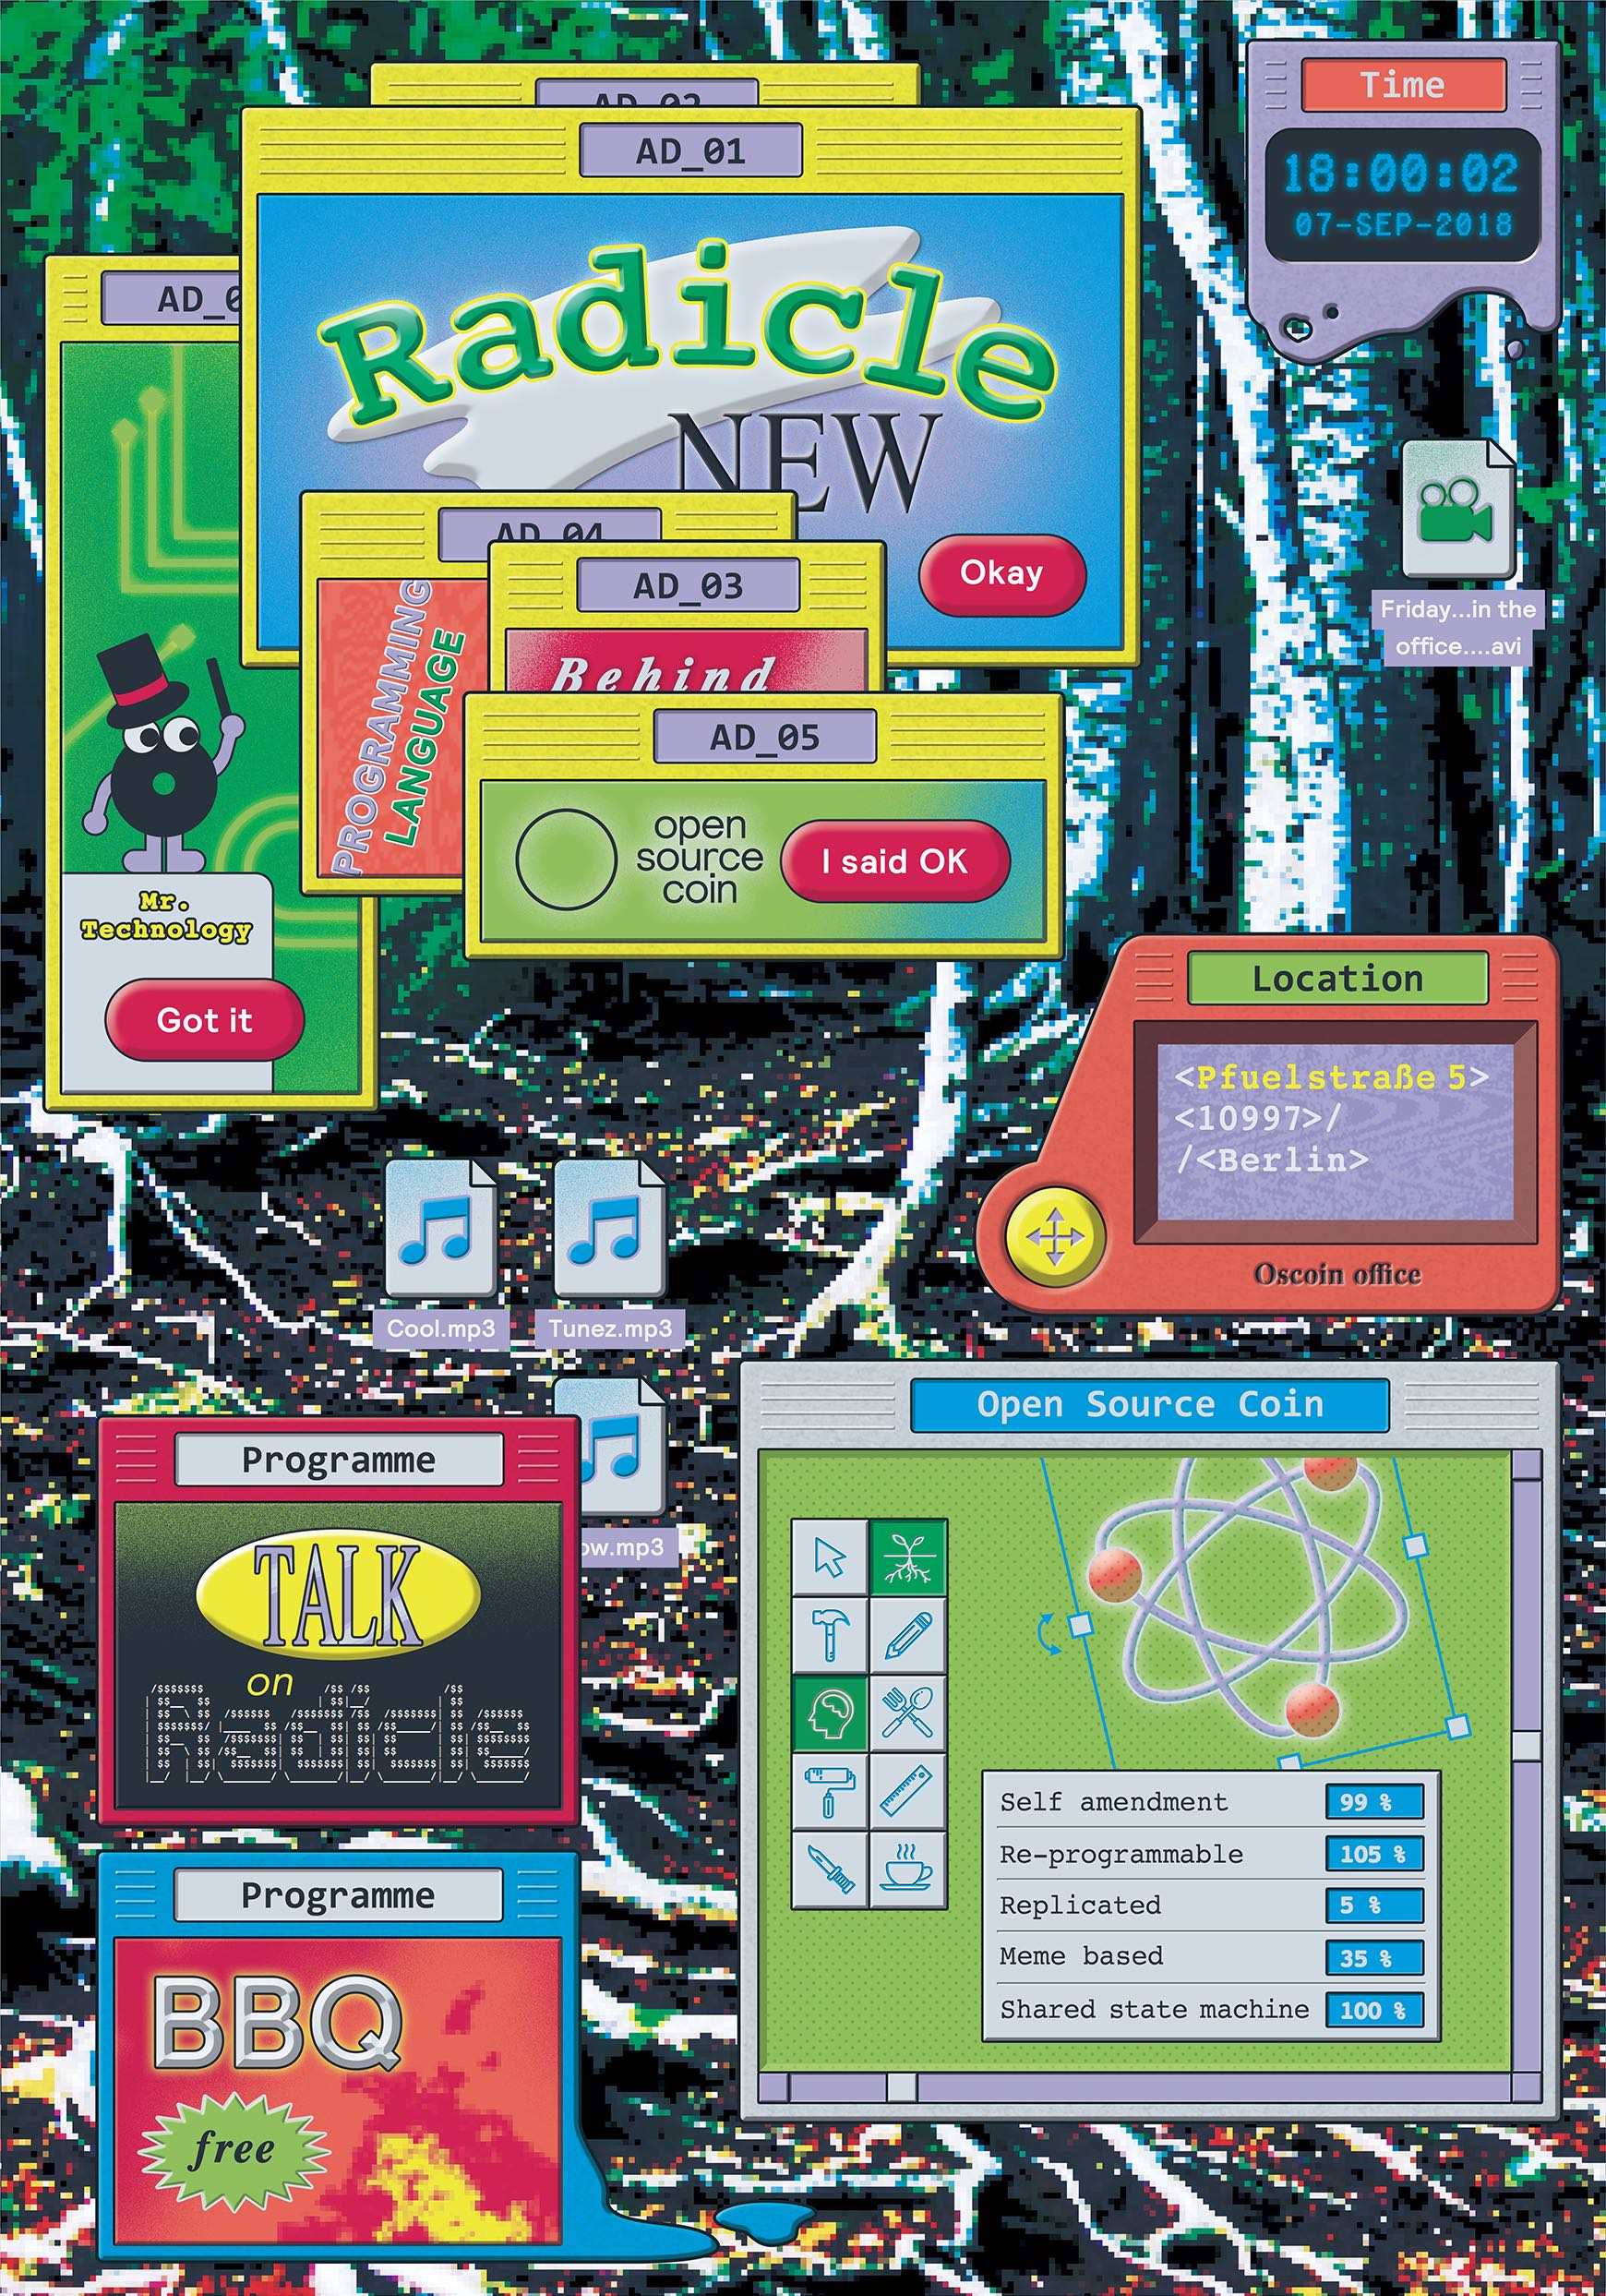 AD_02
AD_01
Radicle
NEW
Okay
Time
18:00:02
07-SEP-2018
Friday...in the
office....avi
AD_0
Mr.
Technology
Got it
AD_04
PROGRAMMING
LANGUAGE
AD_03
Behind
AD_05
open
source
coin
I said OK
Location
<Pfuelstraße 5>
<10997>/
/<Berlin>
Oscoin office
Cool.mp3
Tunez.mp3
ow.mp3
Programme
TALK
on
Radicle
Programme
BBQ
free
Open Source Coin
Self amendment 99 %
Re-programmable 105 %
Replicated 5 %
Meme based 35 %
Shared state machine 100 %